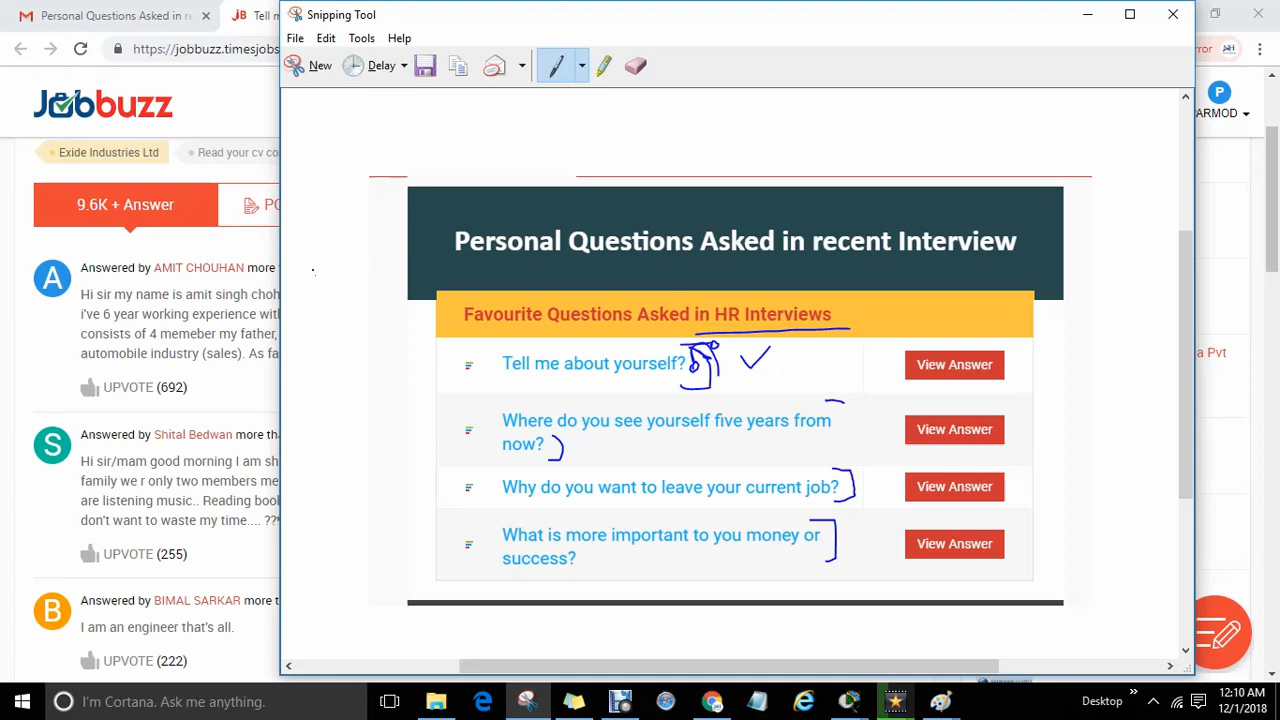 Personal Questions Asked in re
Tell m
Snipping Tool
File Edit Tools Help
https://jobbuzz.timesjobs
rror
New Delay
Jobbuzz
P
ARMOD
Exide Industries Ltd
Read your cv co
9.6K + Answer
PO
Personal Questions Asked in recent Interview
A
Answered by AMIT CHOUHAN more t
Hi sir my name is amit singh choh
i've 6 year working experience with
consists of 4 memeber my father,
automobile industry (sales). As fa
UPVOTE (692)
Favourite Questions Asked in HR Interviews
Tell me about yourself?
View Answer
a Pvt
Where do you see yourself five years from
now?
View Answer
S
Answered by Shital Bedwan more tha
Hi sir/mam good morning I am sh
family we r only two members me
are listening music.. Reading book
don't want to waste my time.... ??
UPVOTE (255)
Why do you want to leave your current job?
View Answer
What is more important to you money or
success?
View Answer
B
Answered by BIMAL SARKAR more t
I am an engineer that's all.
UPVOTE (222)
I'm Cortana. Ask me anything.
Desktop
12:10 AM
12/1/2018